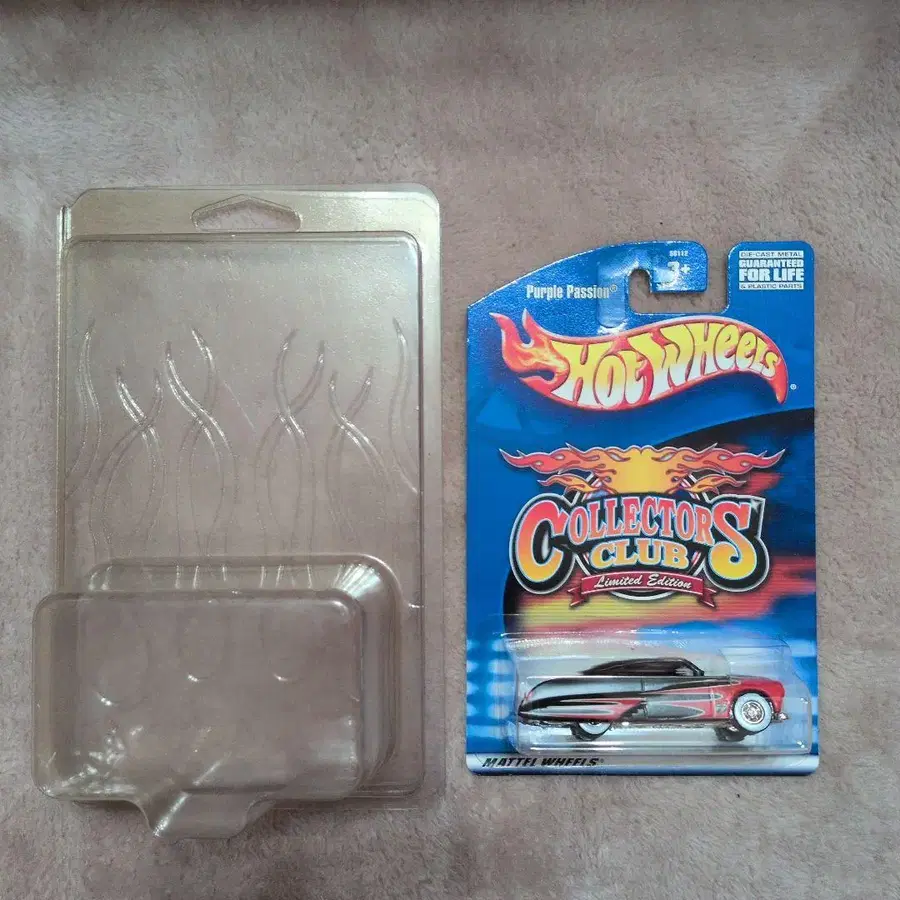 3+
DIE-CAST METAL
GUARANTEED
FOR LIFE
& PLASTIC PARTS
Purple Passion®
HOT WHEELS®
COLLECTORS
CLUB
Limited Edition
MATTEL WHEELS®